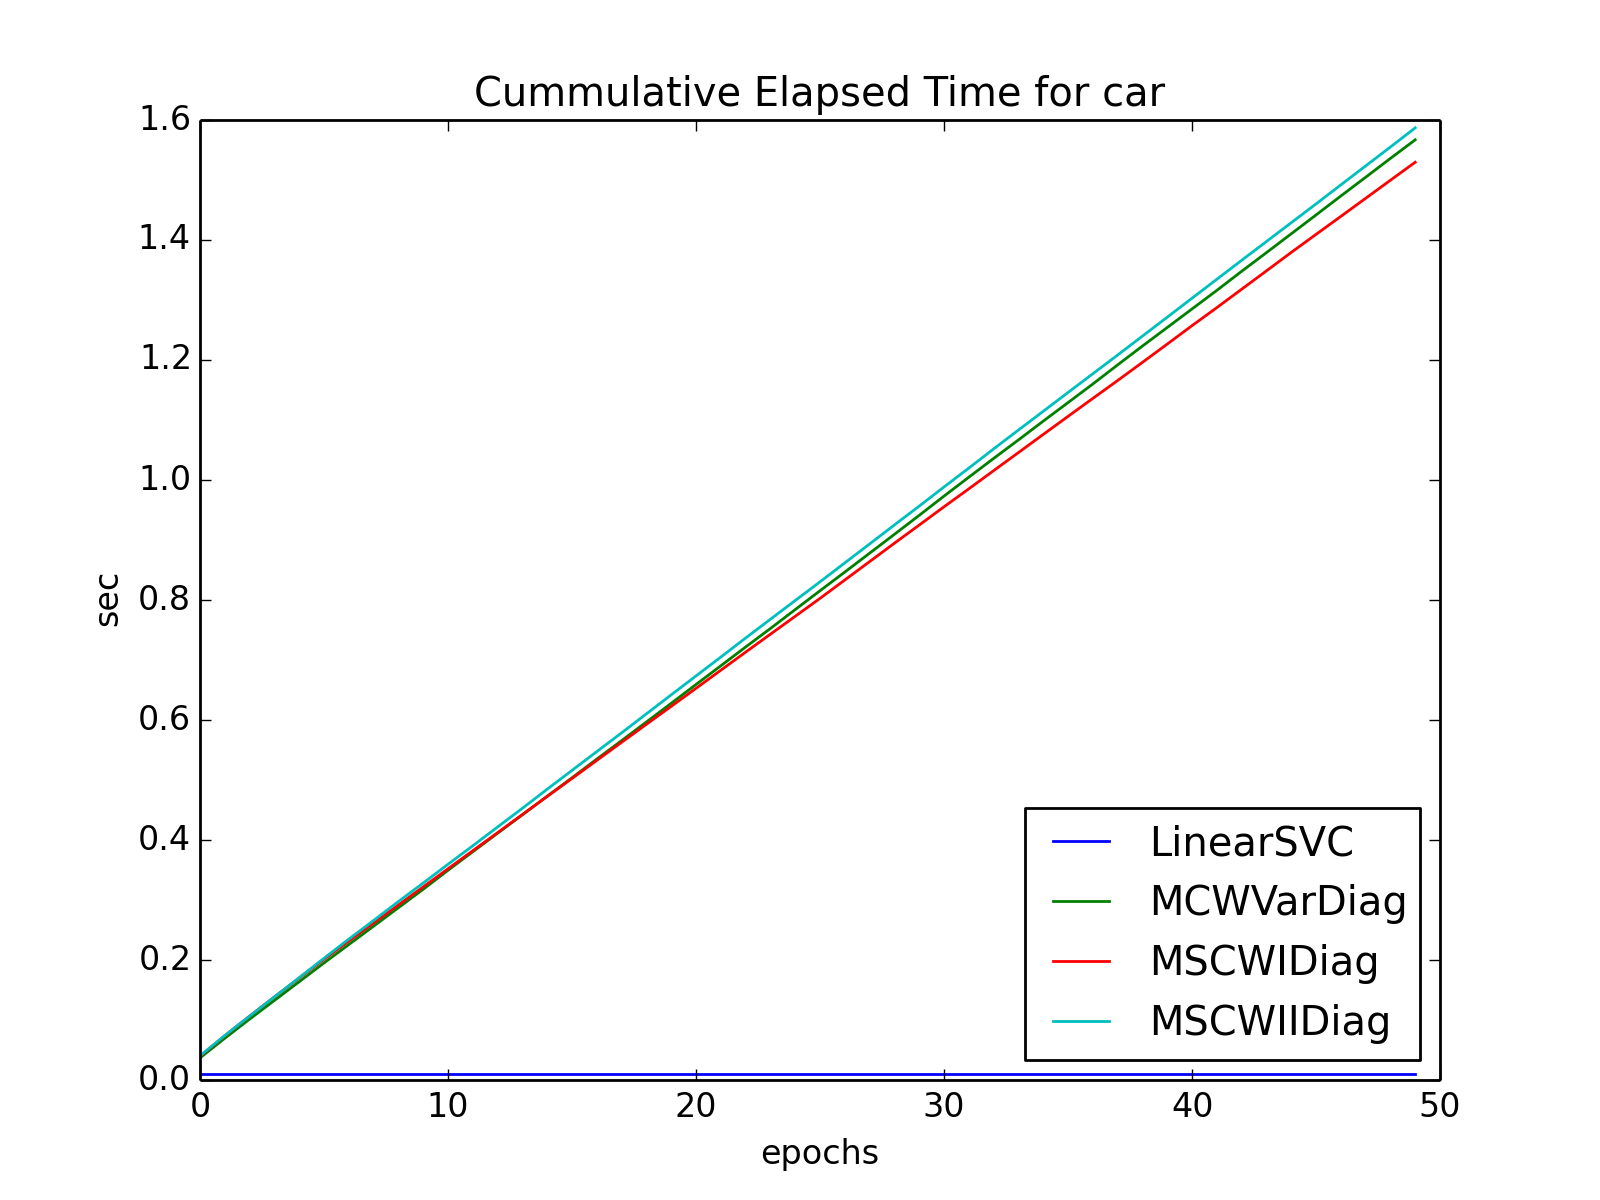 Cummulative Elapsed Time for car
1.6
1.4
1.2
1.0
0.8
0.6
0.4
0.2
0.0
sec
LinearSVC
MCWVarDiag
MSCWIDiag
MSCWIIDiag
0 10 20 30 40 50
epochs